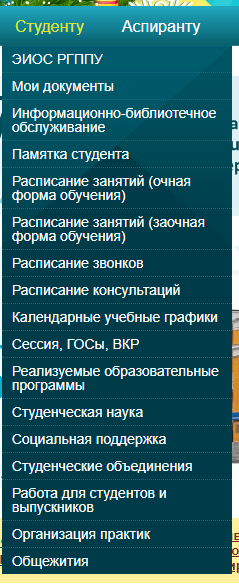 Студенту Аспиранту
ЭИОС РГППУ
Мои документы
Информационно-библиотечное
обслуживание
Памятка студента
Расписание занятий (очная
форма обучения)
Расписание занятий (заочная
форма обучения)
Расписание звонков
Расписание консультаций
Календарные учебные графики
Сессия, ГОСы, ВКР
Реализуемые образовательные
программы
Студенческая наука
Социальная поддержка
Студенческие объединения
Работа для студентов и
выпускников
Организация практик
Общежития